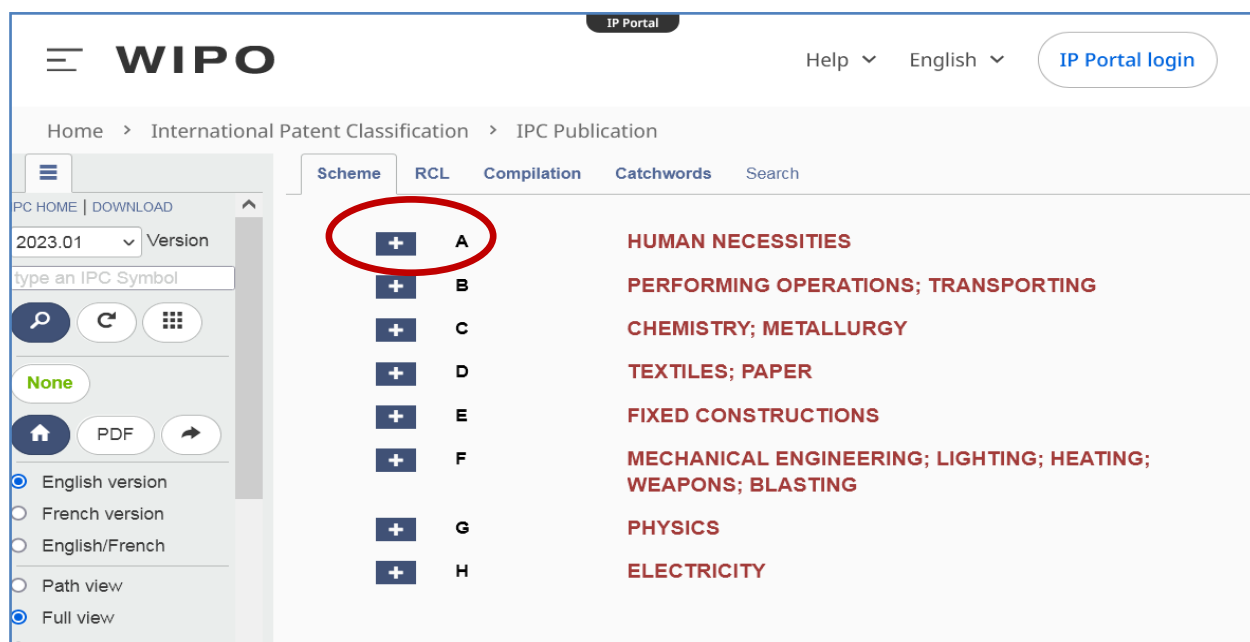 IP Portal
WIPO
Help
English
IP Portal login
Home > International Patent Classification > IPC Publication
Scheme RCL Compilation Catchwords Search
IPC HOME | DOWNLOAD
2023.01 Version
type an IPC Symbol
None
PDF
English version
French version
English/French
Path view
Full view
A HUMAN NECESSITIES
B PERFORMING OPERATIONS; TRANSPORTING
C CHEMISTRY; METALLURGY
D TEXTILES; PAPER
E FIXED CONSTRUCTIONS
F MECHANICAL ENGINEERING; LIGHTING; HEATING;
WEAPONS; BLASTING
G PHYSICS
H ELECTRICITY